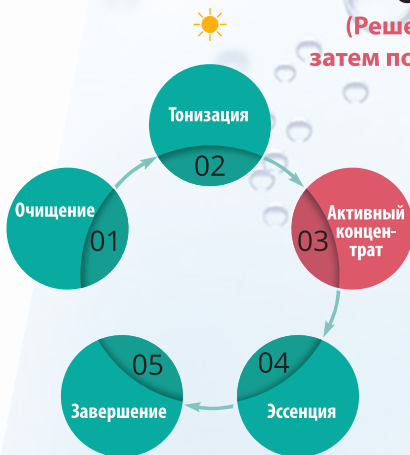 (Реше
затем по
Тонизация
02
Очищение
01
Активный
концен-
трат
03
04
Эссенция
05
Завершение